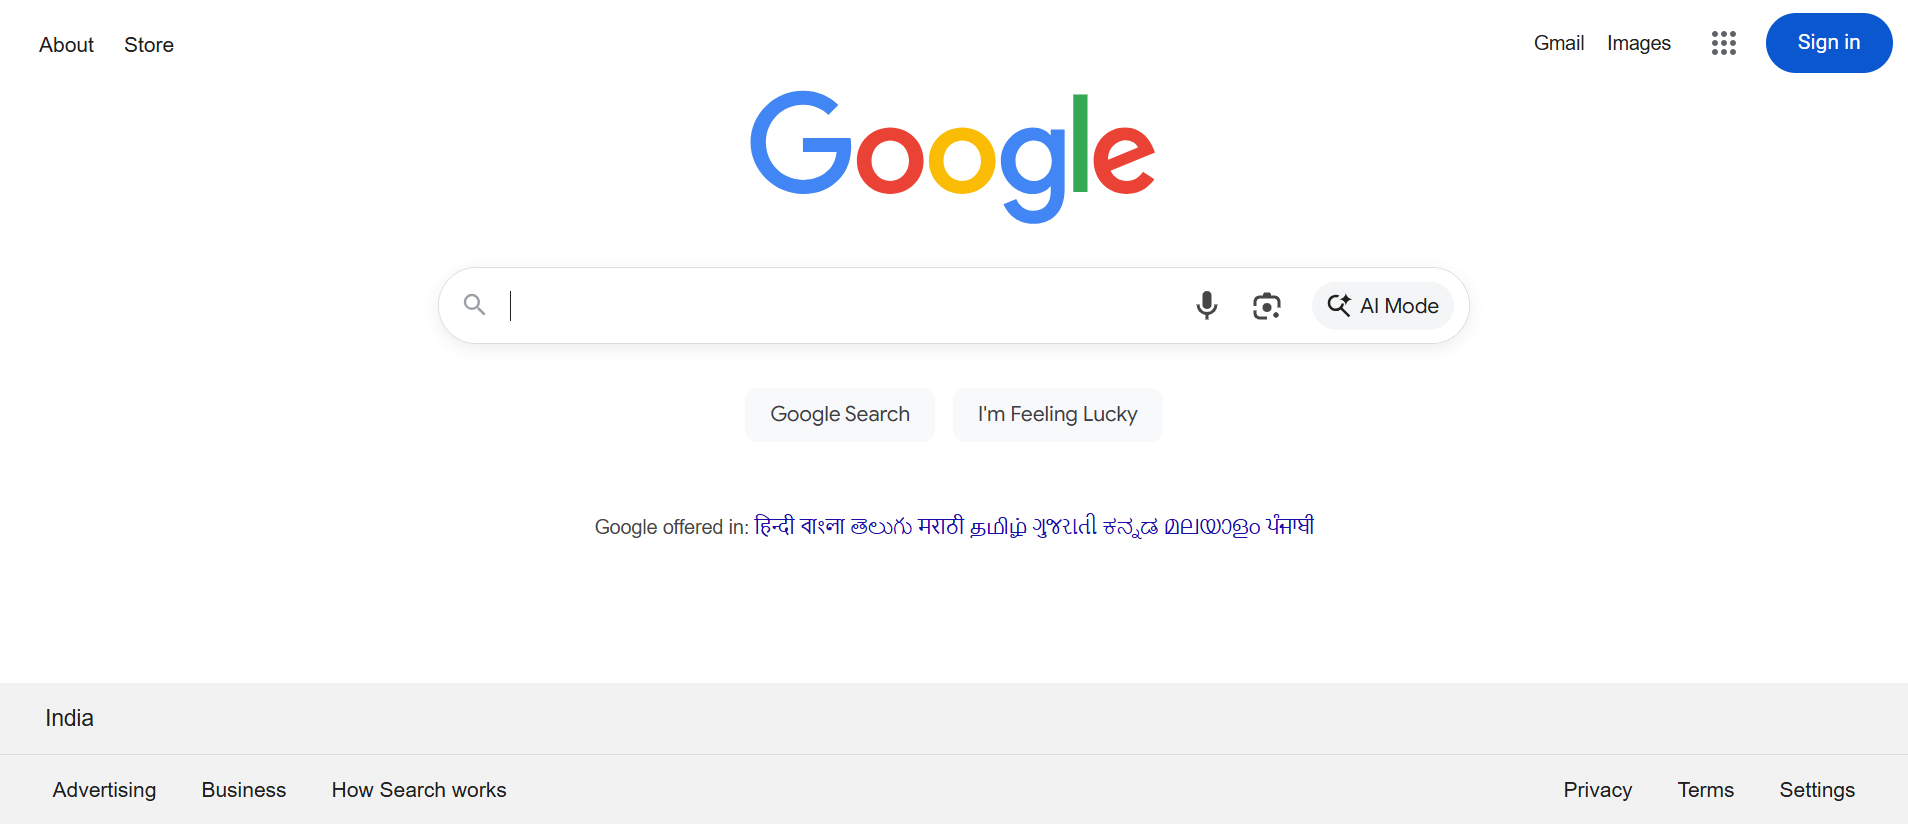 About Store Gmail Images Sign in
Google
AI Mode
Google Search I'm Feeling Lucky
Google offered in: हिन्दी বাংলা తెలుగు मराठी தமிழ் ગુજરાતી ಕನ್ನಡ മലയാളം ਪੰਜਾਬੀ
India
Advertising Business How Search works Privacy Terms Settings